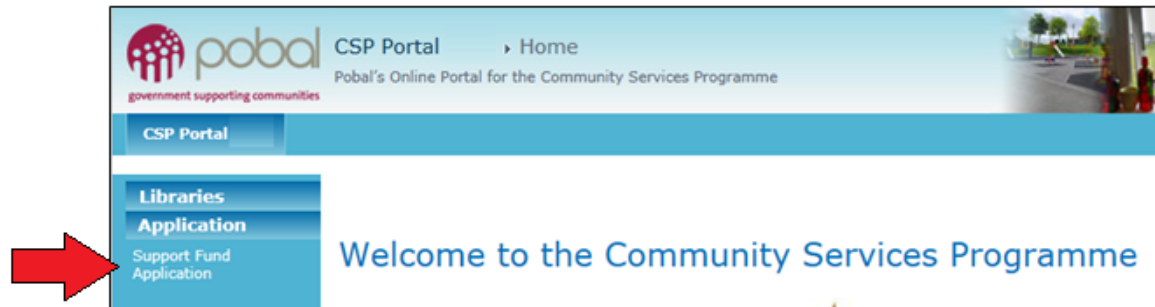 pobal
government supporting communities
CSP Portal
Home
Pobal's Online Portal for the Community Services Programme
CSP Portal
Libraries
Application
Support Fund
Application
Welcome to the Community Services Programme